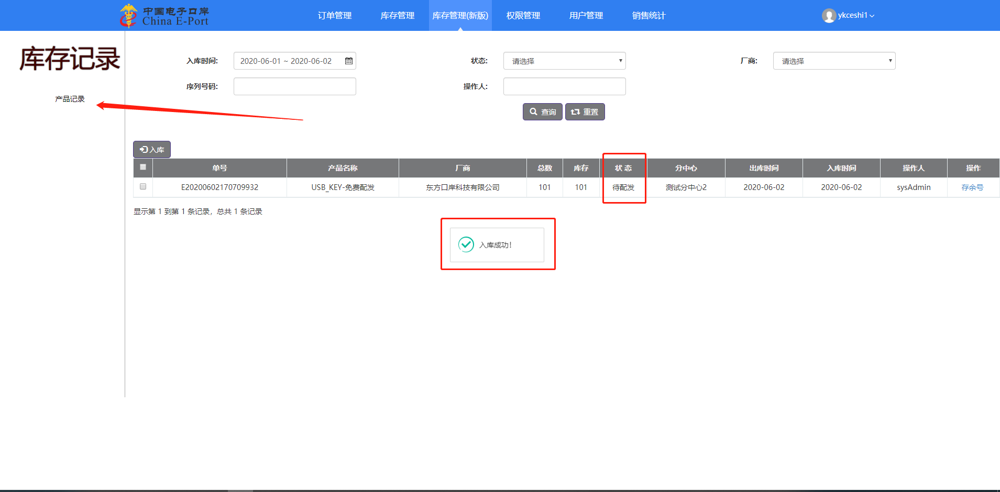 中国电子口岸
China E-Port
订单管理 库存管理 库存管理(新版) 权限管理 用户管理 销售统计 ykceshi1
库存记录
产品记录
入库时间: 2020-06-01 ~ 2020-06-02 状态: 请选择 厂商: 请选择
序列号码: 操作人:
查询 重置
入库
单号 产品名称 厂商 总数 库存 状 态 分中心 出库时间 入库时间 操作人 操作
E20200602170709932 USB_KEY-免费配发 东方口岸科技有限公司 101 101 待配发 测试分中心2 2020-06-02 2020-06-02 sysAdmin 存余号
显示第 1 到第 1 条记录，总共 1 条记录
入库成功！